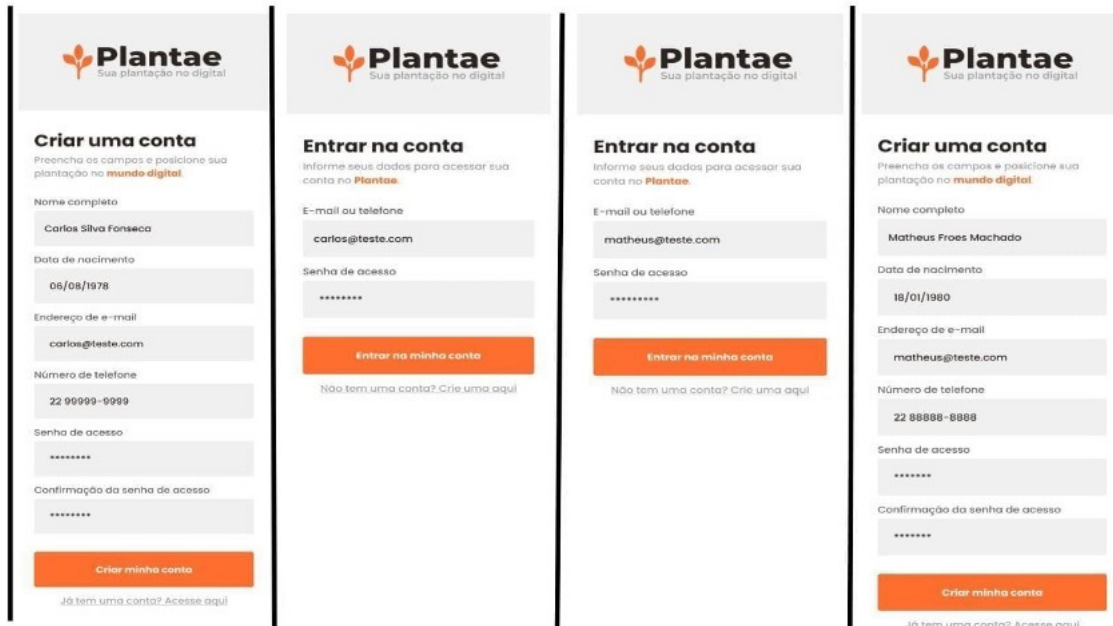 Plantae
Sua plantação no digital
Criar uma conta
Preencha os campos e posicione sua
plantação no mundo digital.
Nome completo
Carlos Silva Fonseca
Data de nacimento
06/08/1978
Endereço de e-mail
carlos@teste.com
Número de telefone
22 99999-9999
Senha de acesso
********
Confirmação da senha de acesso
********
Criar minha conta
Já tem uma conta? Acesse aqui
Plantae
Sua plantação no digital
Entrar na conta
Informe seus dados para acessar sua
conta no Plantae.
E-mail ou telefone
carlos@teste.com
Senha de acesso
********
Entrar na minha conta
Não tem uma conta? Crie uma aqui
Plantae
Sua plantação no digital
Entrar na conta
Informe seus dados para acessar sua
conta no Plantae.
E-mail ou telefone
matheus@teste.com
Senha de acesso
*********
Entrar na minha conta
Não tem uma conta? Crie uma aqui
Plantae
Sua plantação no digital
Criar uma conta
Preencha os campos e posicione sua
plantação no mundo digital.
Nome completo
Matheus Froes Machado
Data de nacimento
18/01/1980
Endereço de e-mail
matheus@teste.com
Número de telefone
22 88888-8888
Senha de acesso
*******
Confirmação da senha de acesso
*******
Criar minha conta
Já tem uma conta? Acesse aqui